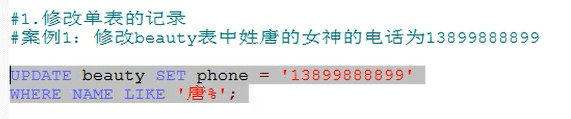 #1.修改单表的记录
#案例1：修改beauty表中姓唐的女神的电话为13899888899
UPDATE beauty SET phone = '13899888899'
WHERE NAME LIKE '唐%';